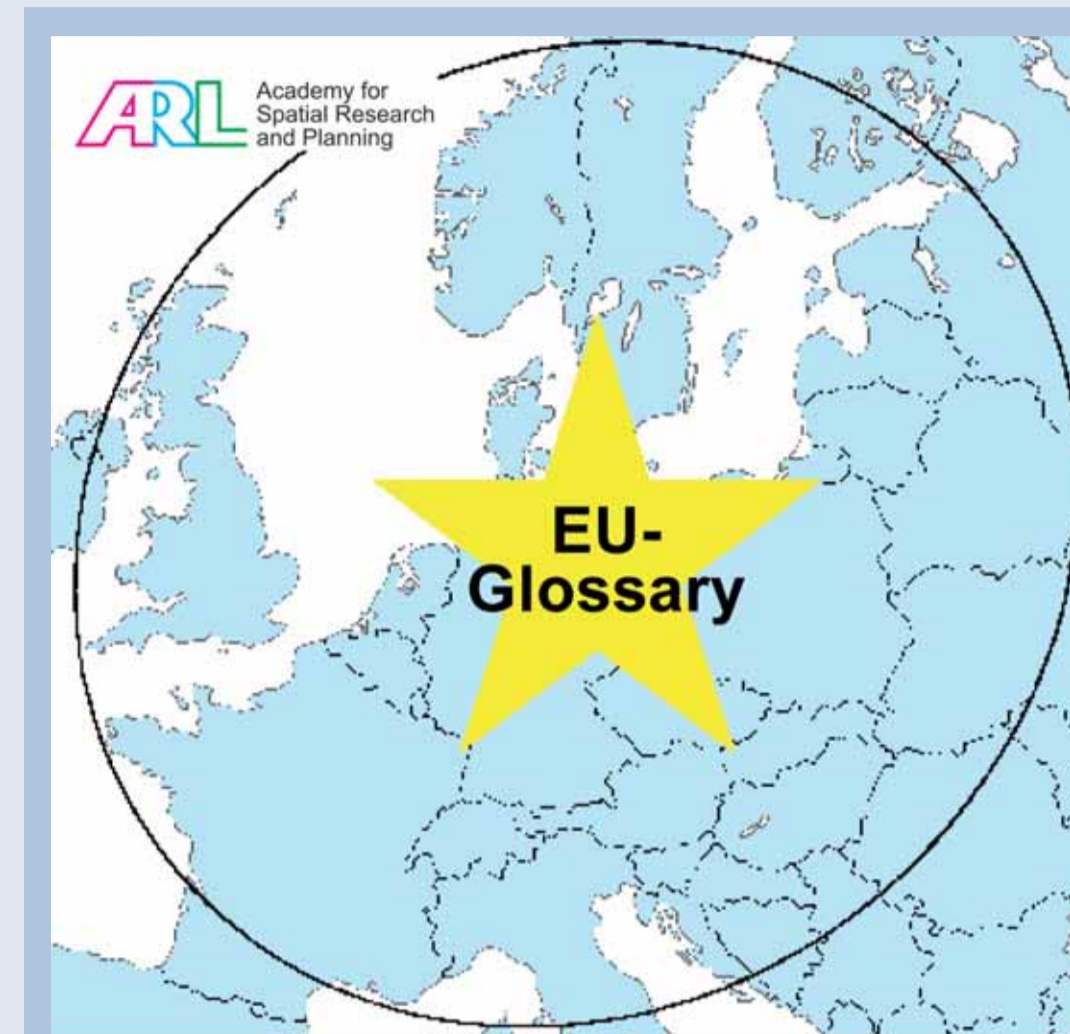 ARL
Academy for
Spatial Research
and Planning
EU-
Glossary